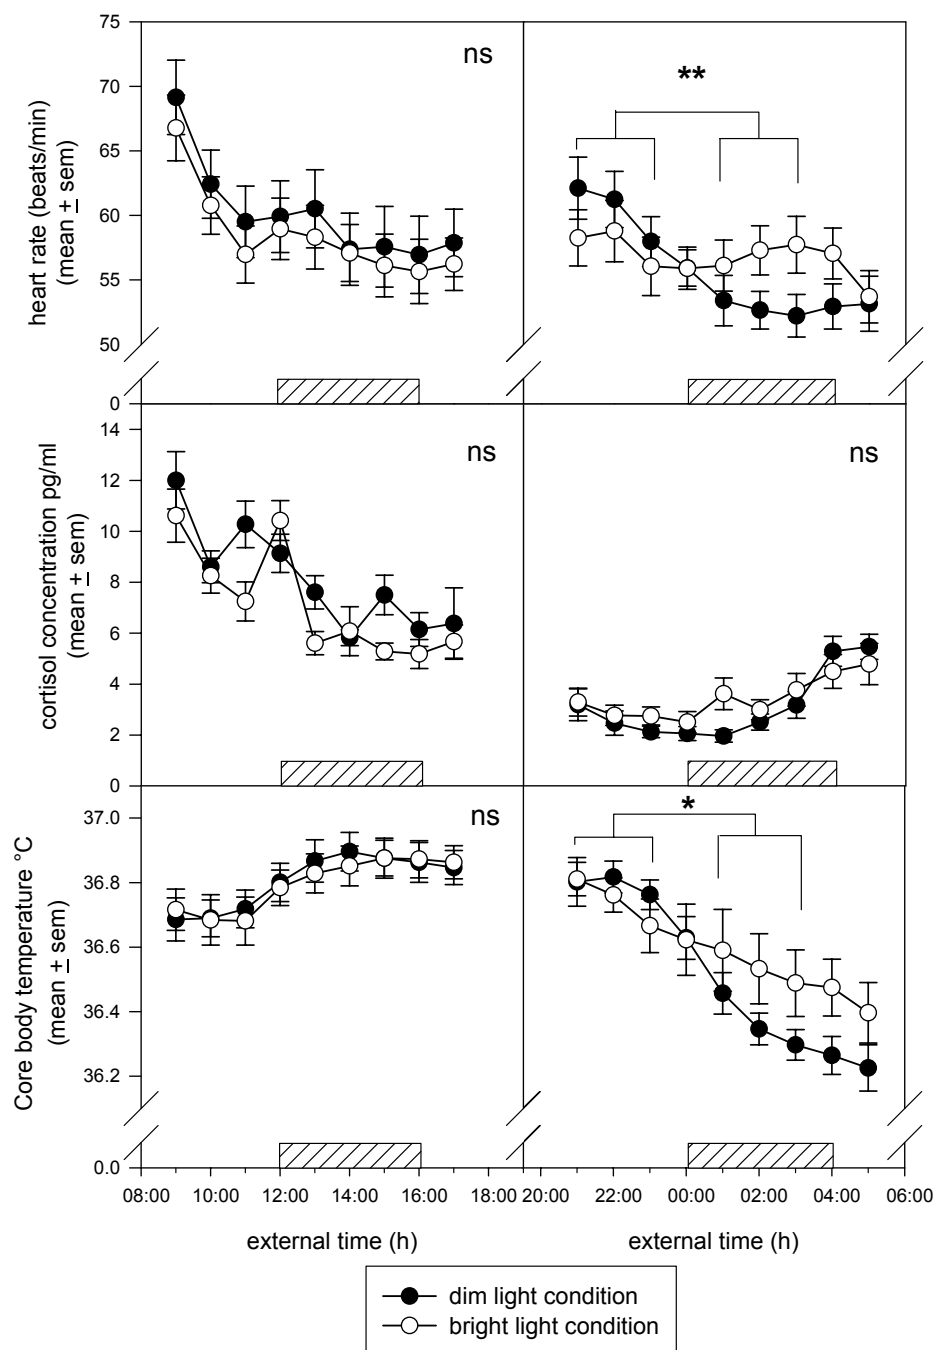 75
70
65
60
55
50
0
heart rate (beats/min)
(mean + sem)
ns
**
14
12
10
8
6
4
2
0
cortisol concentration pg/ml
(mean + sem)
ns
ns
37.0
36.8
36.6
36.4
36.2
0.0
Core body temperature °C
(mean + sem)
ns
*
08:00 10:00 12:00 14:00 16:00 18:00 20:00 22:00 00:00 02:00 04:00 06:00
external time (h) external time (h)
dim light condition
bright light condition